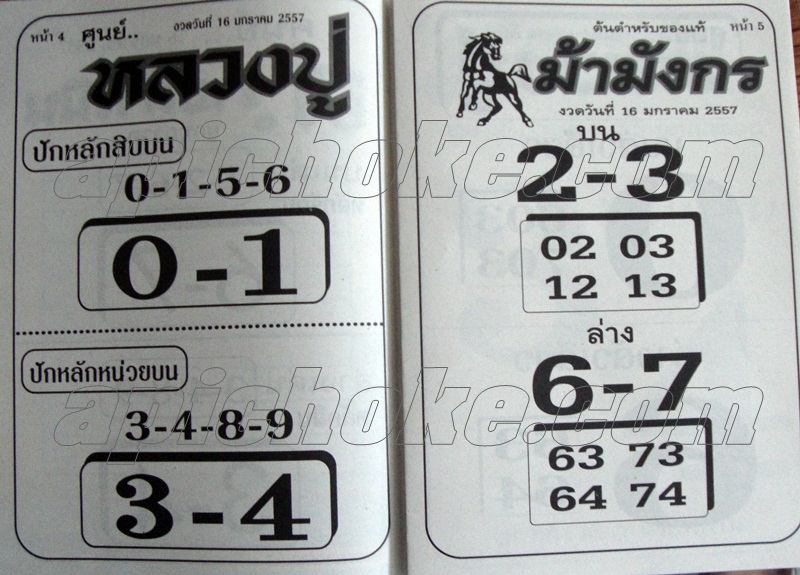 หน้า 4 ศูนย์.. งวดวันที่ 16 มกราคม 2557
หลวงปู่
ปักหลักสิบบน
0-1-5-6
0-1
ปักหลักหน่วยบน
3-4-8-9
3-4
ต้นตำหรับของแท้ หน้า 5
ม้ามังกร
งวดวันที่ 16 มกราคม 2557
บน
2-3
02 03
12 13
ล่าง
6-7
63 73
64 74
apichoke.com
apichoke.com